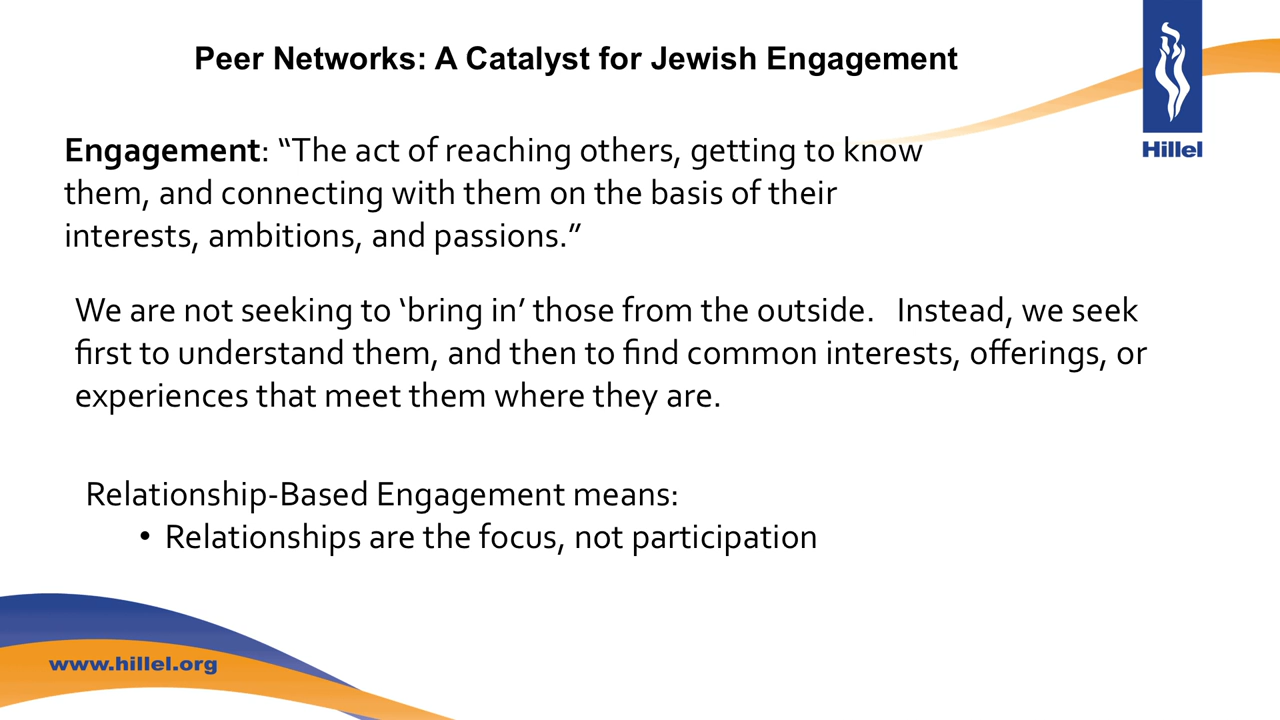 Peer Networks: A Catalyst for Jewish Engagement
Hillel
Engagement: “The act of reaching others, getting to know
them, and connecting with them on the basis of their
interests, ambitions, and passions.”
We are not seeking to ‘bring in’ those from the outside.   Instead, we seek
first to understand them, and then to find common interests, offerings, or
experiences that meet them where they are.
Relationship-Based Engagement means:
• Relationships are the focus, not participation
www.hillel.org